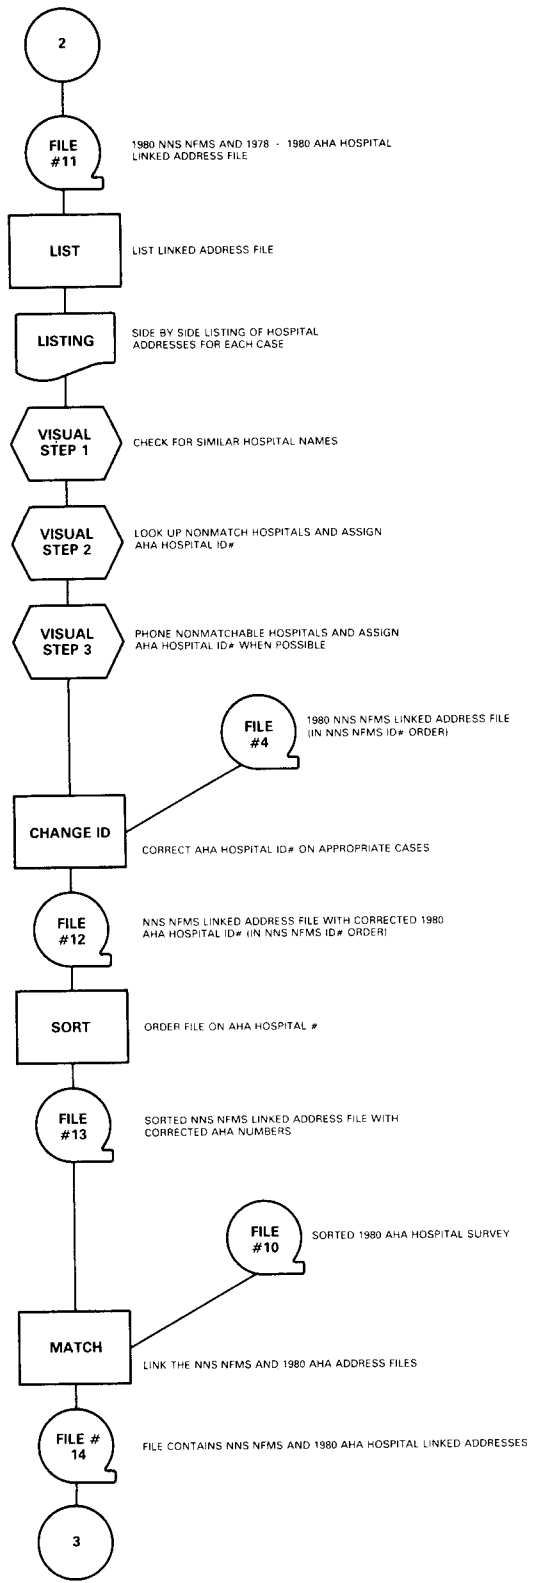 2
FILE
#11
1980 NNS NFMS AND 1978 - 1980 AHA HOSPITAL
LINKED ADDRESS FILE
LIST
LIST LINKED ADDRESS FILE
LISTING
SIDE BY SIDE LISTING OF HOSPITAL
ADDRESSES FOR EACH CASE
VISUAL
STEP 1
CHECK FOR SIMILAR HOSPITAL NAMES
VISUAL
STEP 2
LOOK UP NONMATCH HOSPITALS AND ASSIGN
AHA HOSPITAL ID#
VISUAL
STEP 3
PHONE NONMATCHABLE HOSPITALS AND ASSIGN
AHA HOSPITAL ID# WHEN POSSIBLE
FILE
#4
1980 NNS NFMS LINKED ADDRESS FILE
(IN NNS NFMS ID# ORDER)
CHANGE ID
CORRECT AHA HOSPITAL ID# ON APPROPRIATE CASES
FILE
#12
NNS NFMS LINKED ADDRESS FILE WITH CORRECTED 1980
AHA HOSPITAL ID# (IN NNS NFMS ID# ORDER)
SORT
ORDER FILE ON AHA HOSPITAL #
FILE
#13
SORTED NNS NFMS LINKED ADDRESS FILE WITH
CORRECTED AHA NUMBERS
FILE
#10
SORTED 1980 AHA HOSPITAL SURVEY
MATCH
LINK THE NNS NFMS AND 1980 AHA ADDRESS FILES
FILE #
14
FILE CONTAINS NNS NFMS AND 1980 AHA HOSPITAL LINKED ADDRESSES
3